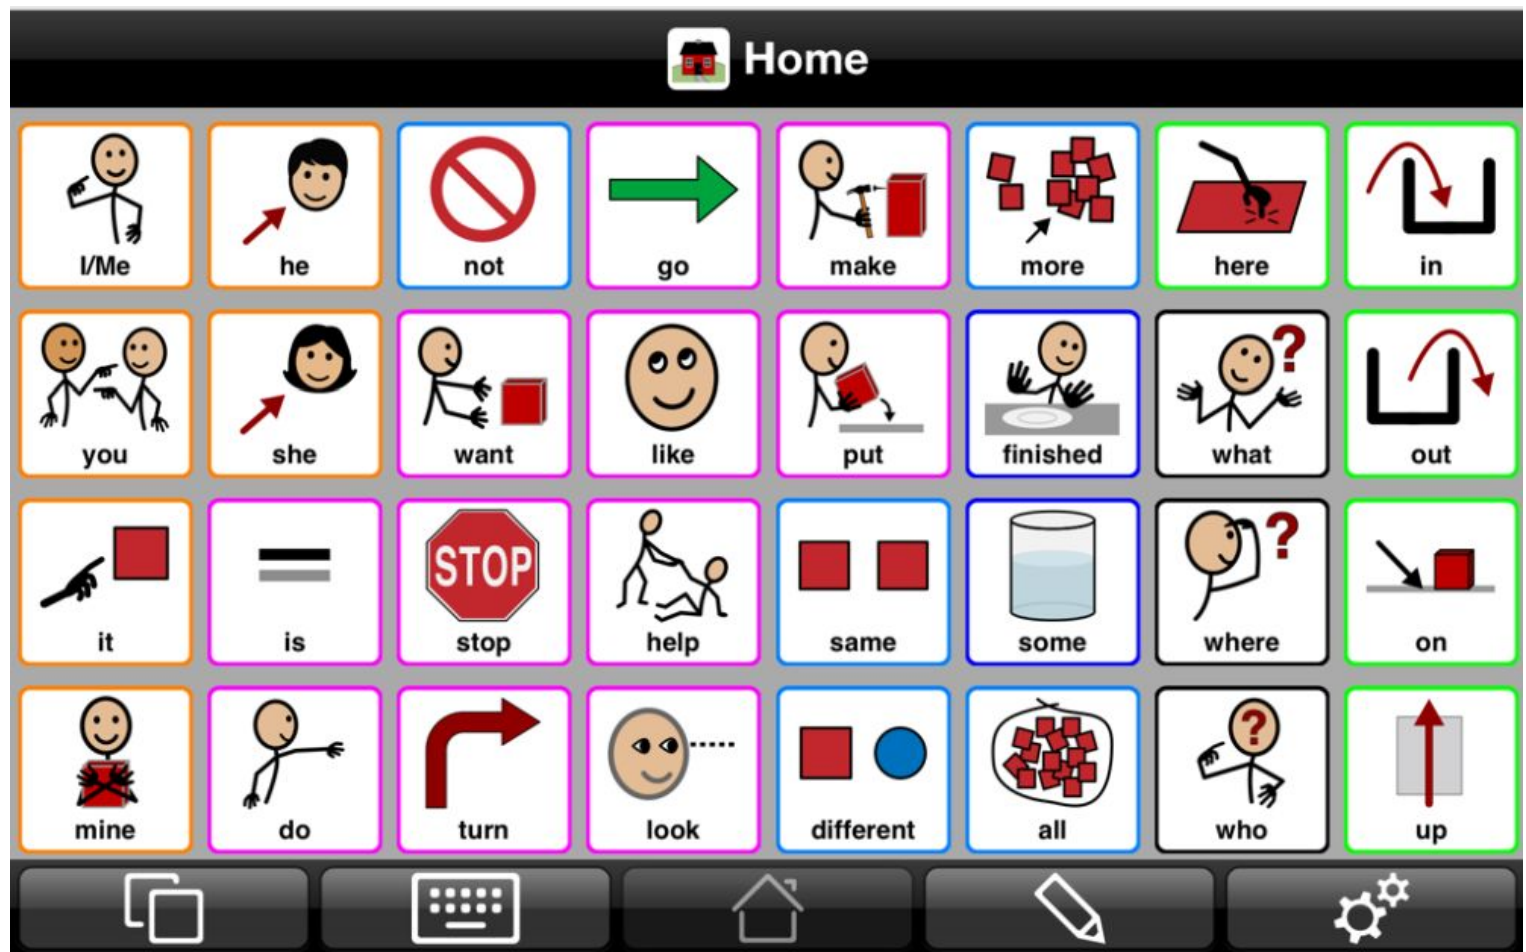 Home
I/Me he not go make more here in
?
you she want like put finished what out
STOP ?
it is stop help same some where on
?
mine do turn look different all who up